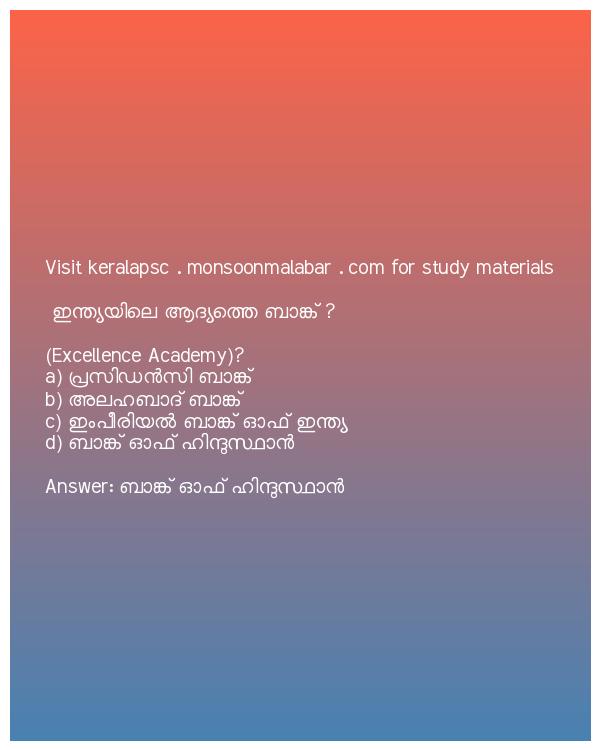 Visit keralapsc . monsoonmalabar . com for study materials
ഇന്ത്യയിലെ ആദ്യത്തെ ബാങ്ക് ?
(Excellence Academy)?
a) പ്രസിഡൻസി ബാങ്ക്
b) അലഹബാദ് ബാങ്ക്
c) ഇംപീരിയൽ ബാങ്ക് ഓഫ് ഇന്ത്യ
d) ബാങ്ക് ഓഫ് ഹിന്ദുസ്ഥാൻ
Answer: ബാങ്ക് ഓഫ് ഹിന്ദുസ്ഥാൻ